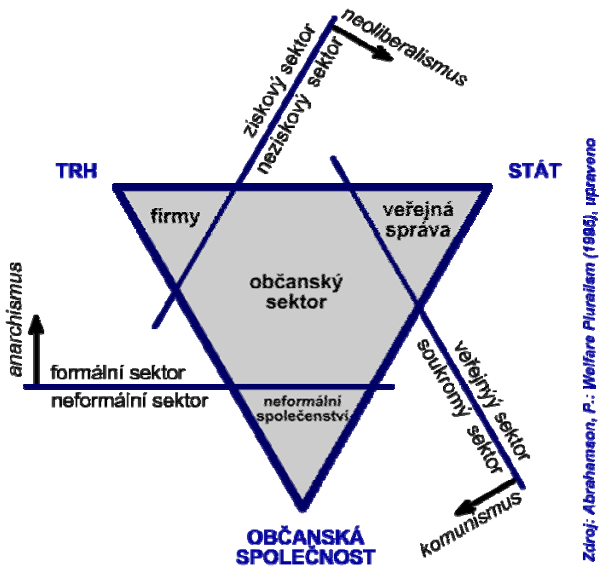 neoliberalismus
ziskový sektor
neziskový sektor
TRH
STÁT
firmy
veřejná
správa
občanský
sektor
anarchismus
formální sektor
neformální sektor
neformální
společenství
veřejnýý sektor
soukromý sektor
komunismus
OBČANSKÁ
SPOLEČNOST
Zdroj: Abrahamson, P.: Welfare Pluralism (1995), upraveno